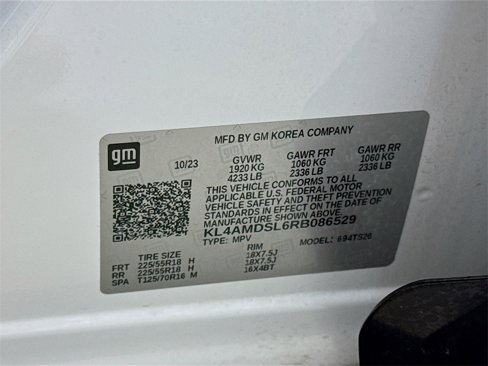 MFD BY GM KOREA COMPANY
gm
10/23 GVWR GAWR FRT GAWR RR
1920 KG 1060 KG 1060 KG
4233 LB 2336 LB 2336 LB
THIS VEHICLE CONFORMS TO ALL
APPLICABLE U.S. FEDERAL MOTOR
VEHICLE SAFETY AND THEFT PREVENTION
STANDARDS IN EFFECT ON THE DATE OF
MANUFACTURE SHOWN ABOVE.
KL4AMDSL6RB086529
TYPE: MPV MODEL: 694TS26
TIRE SIZE RIM
FRT 225/55R18 H 18X7.5J
RR 225/55R18 H 18X7.5J
SPA T125/70R16 M 16X4BT